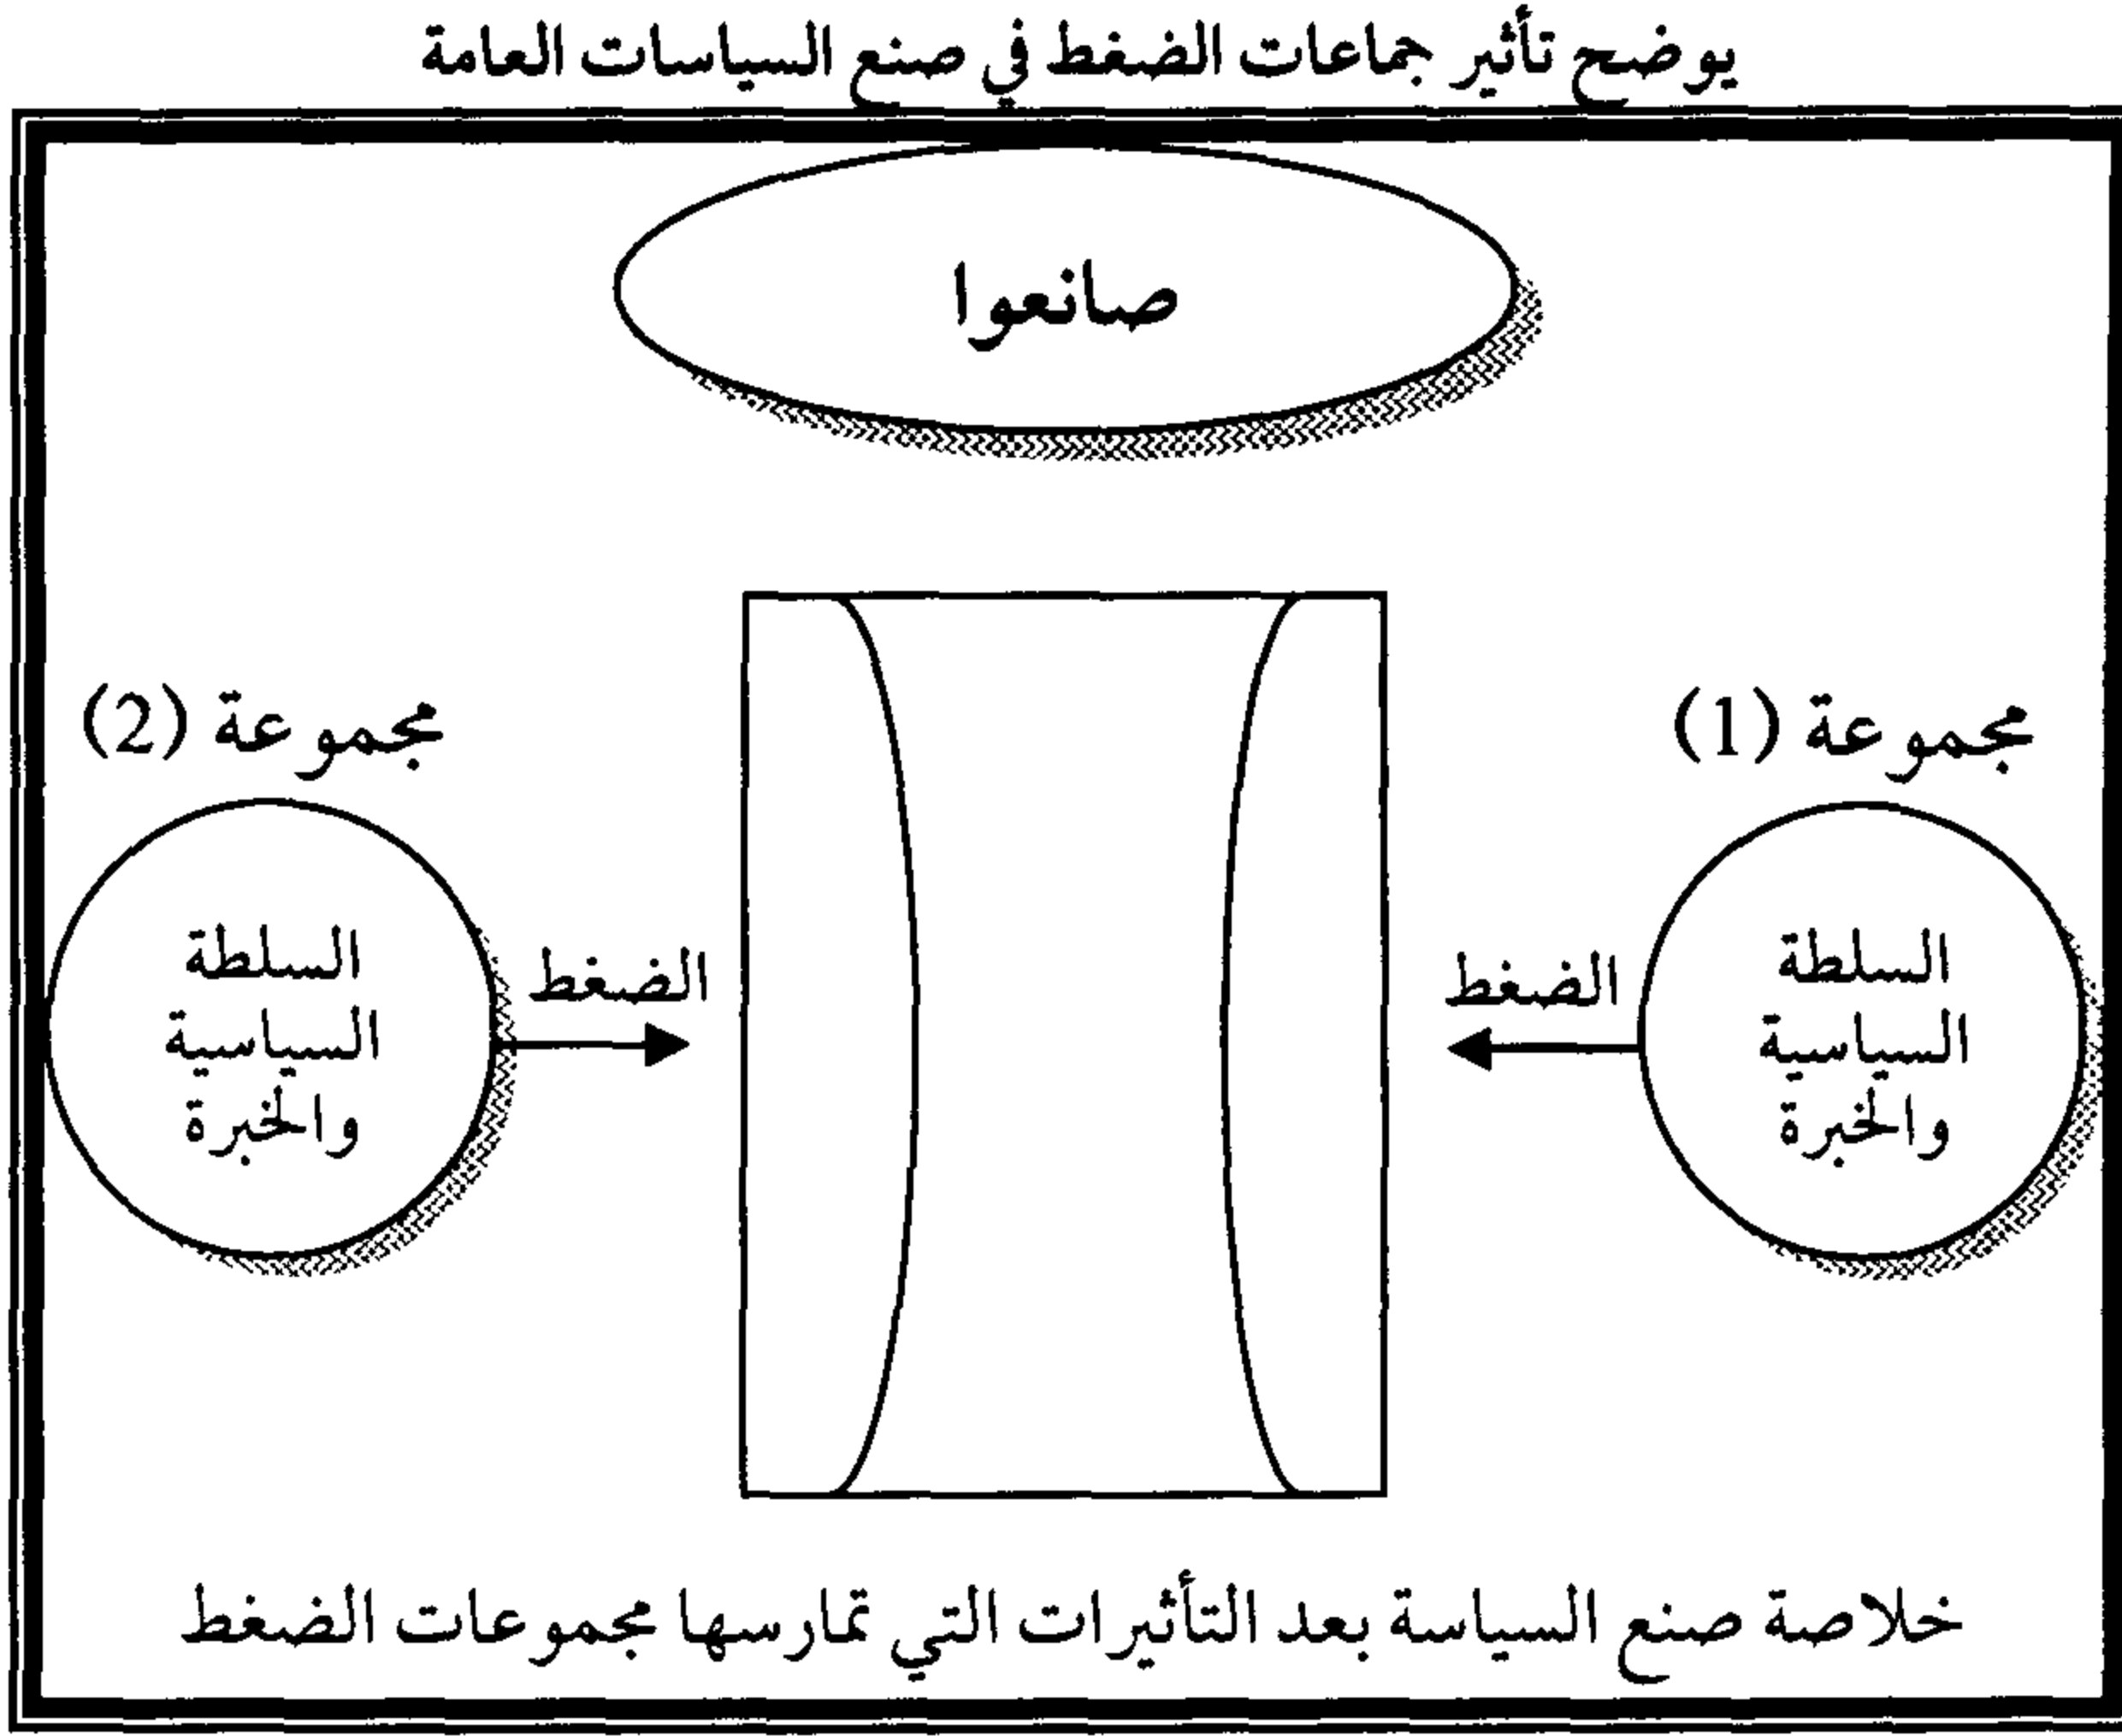 يوضح تأثير جماعات الضغط في صنع السياسات العامة
صانعوا
مجموعة (1)
السلطة
السياسية
والخبرة
الضغط
مجموعة (2)
السلطة
السياسية
والخبرة
الضغط
خلاصة صنع السياسة بعد التأثيرات التي تمارسها مجموعات الضغط